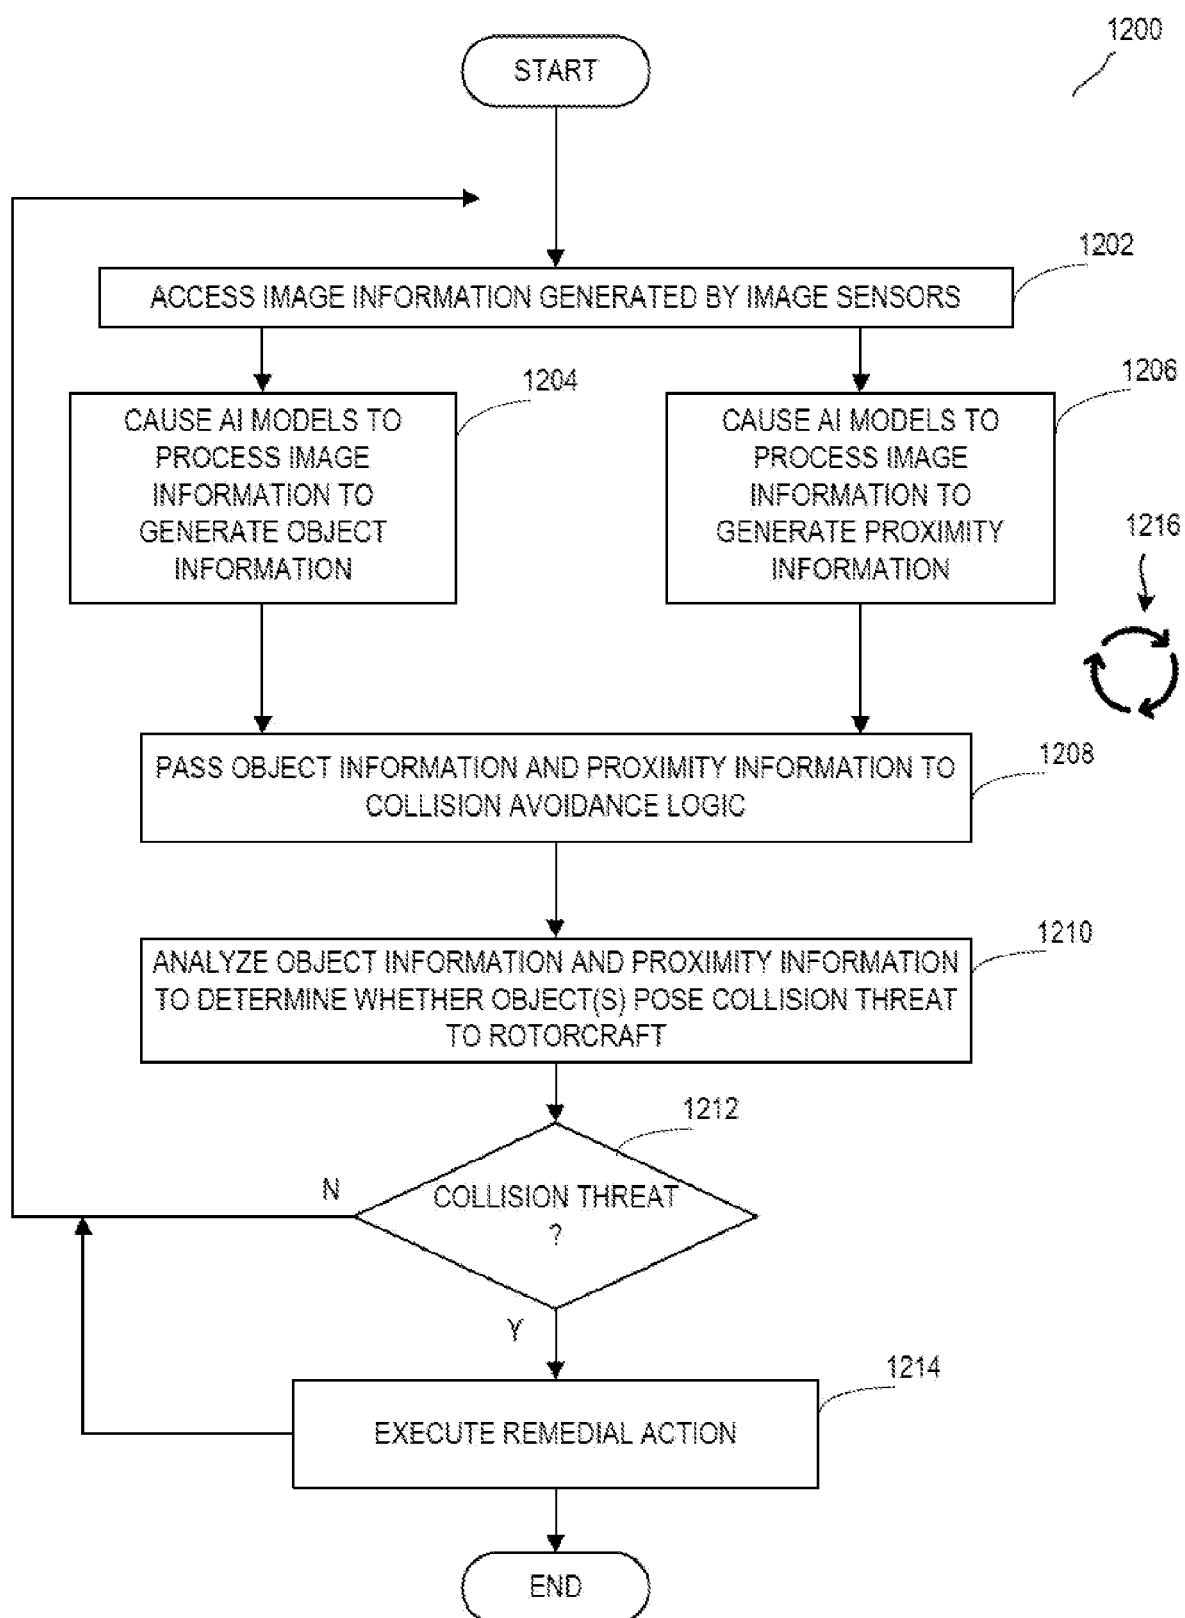 1200
START
1202
ACCESS IMAGE INFORMATION GENERATED BY IMAGE SENSORS
1204
CAUSE AI MODELS TO
PROCESS IMAGE
INFORMATION TO
GENERATE OBJECT
INFORMATION
1206
CAUSE AI MODELS TO
PROCESS IMAGE
INFORMATION TO
GENERATE PROXIMITY
INFORMATION
1216
1208
PASS OBJECT INFORMATION AND PROXIMITY INFORMATION TO
COLLISION AVOIDANCE LOGIC
1210
ANALYZE OBJECT INFORMATION AND PROXIMITY INFORMATION
TO DETERMINE WHETHER OBJECT(S) POSE COLLISION THREAT
TO ROTORCRAFT
1212
N
COLLISION THREAT
?
Y
1214
EXECUTE REMEDIAL ACTION
END